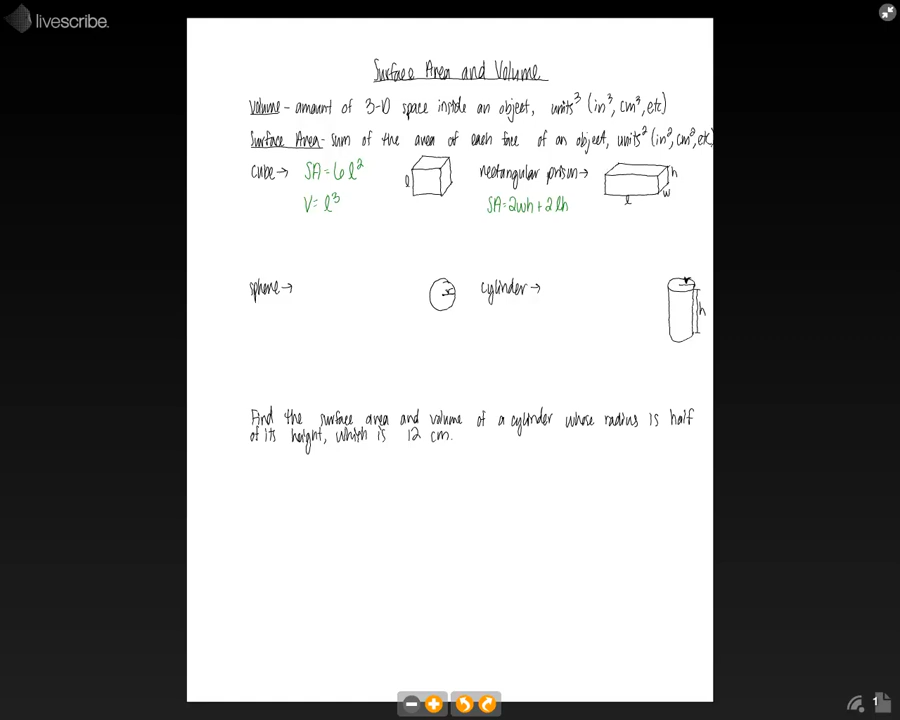 livescribe.
Surface Area and Volume
Volume - amount of 3-D space inside an object, units³ (in³, cm³, etc)
Surface Area - sum of the area of each face of an object, units² (in², cm², etc)
cube → SA = 6l² l rectangular prism → h
w
l
V = l³ SA = 2wh + 2lh
sphere → r cylinder → r
h
Find the surface area and volume of a cylinder whose radius is half
of its height, which is 12 cm.
1